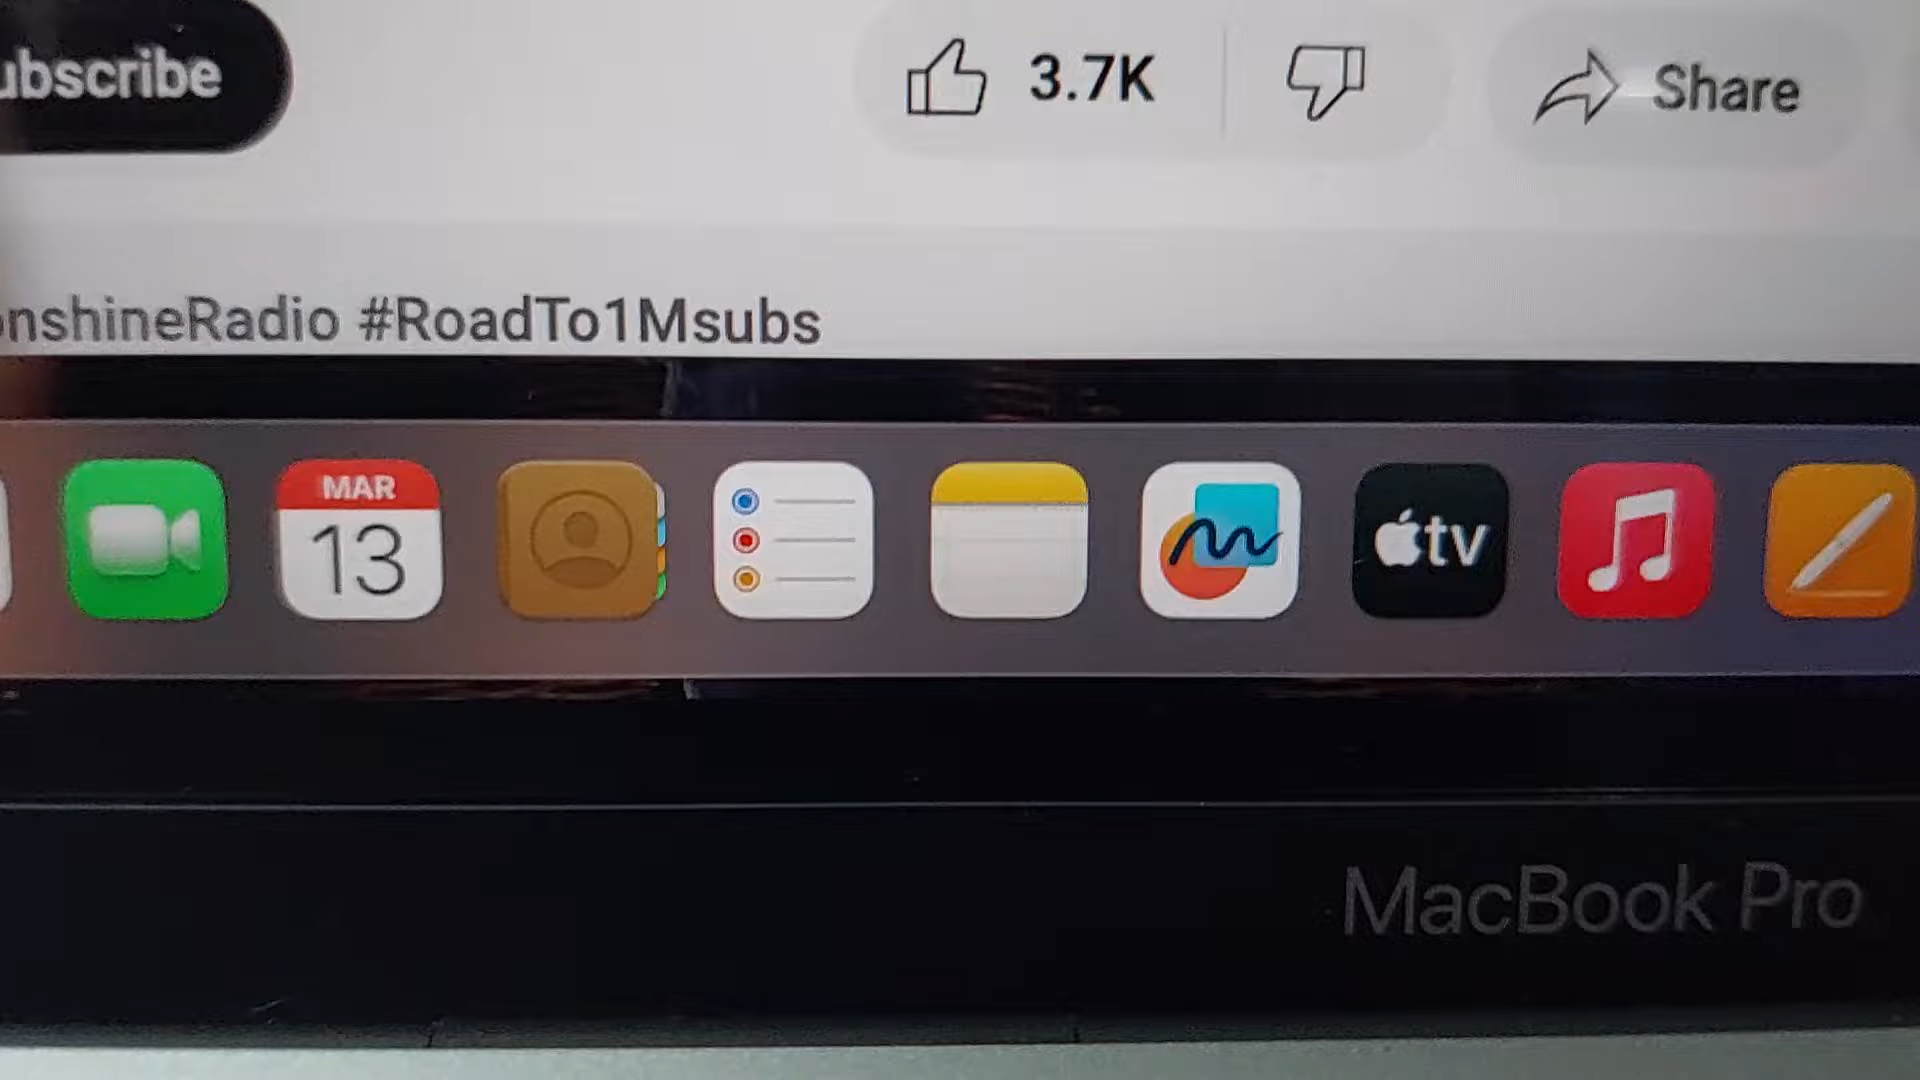 ubscribe 3.7K Share
nshineRadio #RoadTo1Msubs
MAR
13
tv
MacBook Pro